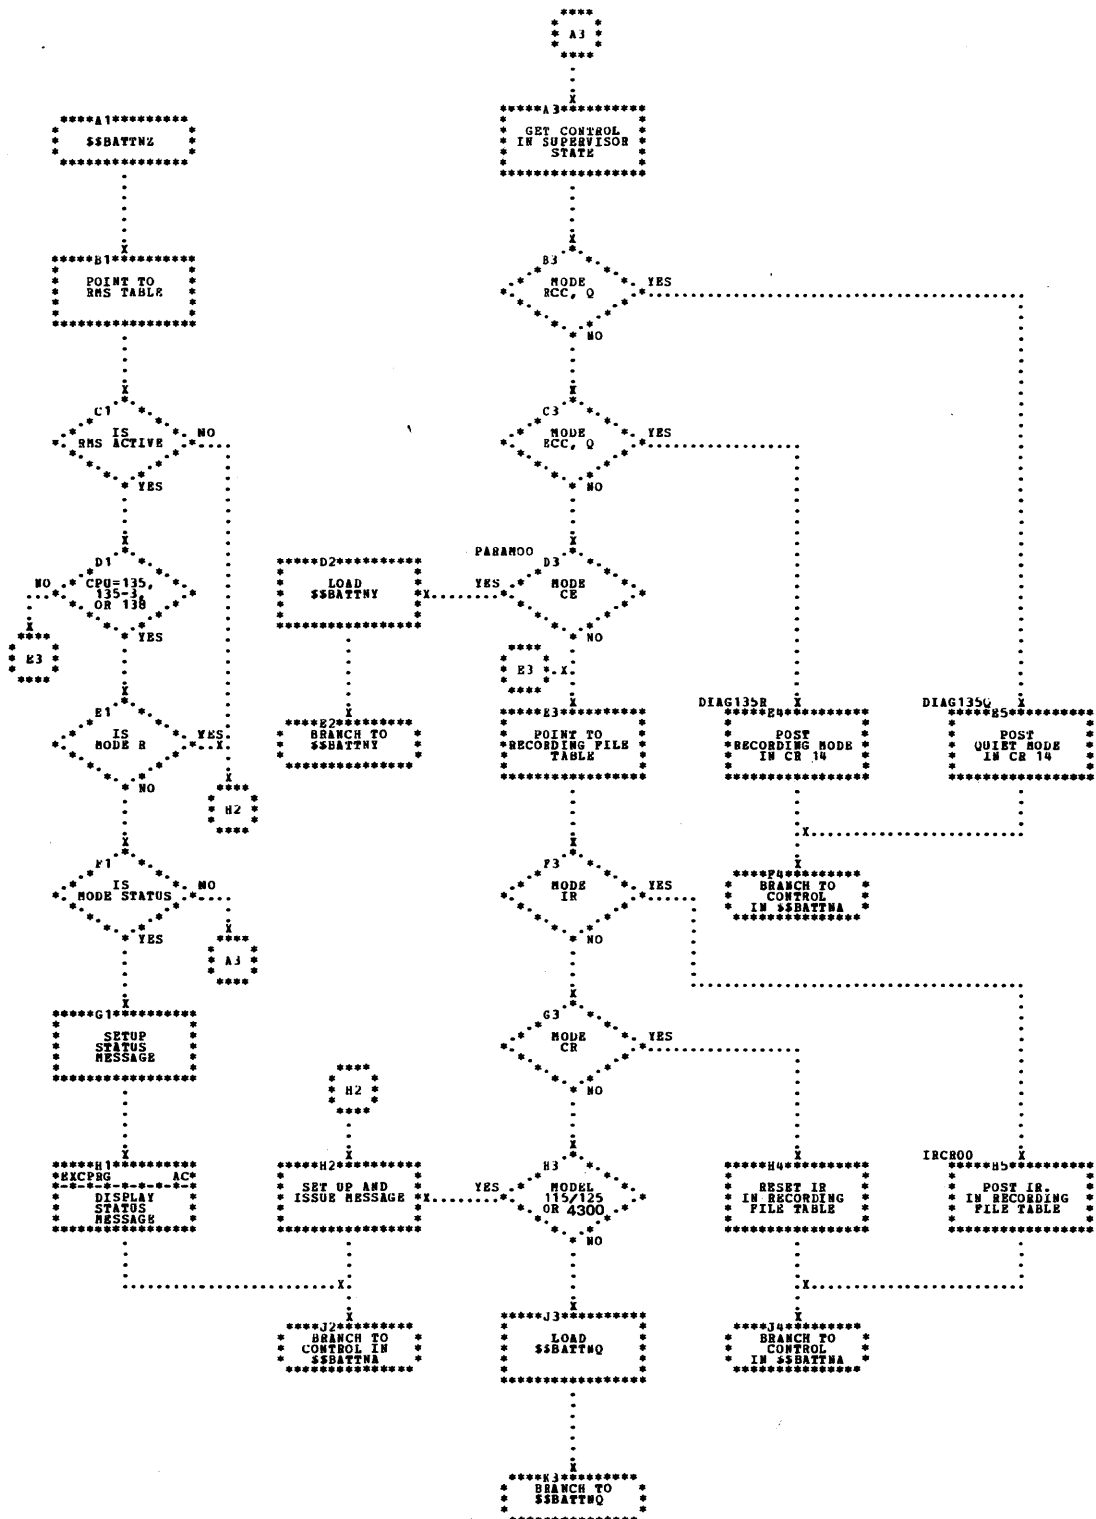 A3
A1
$$BATTNZ
A3
GET CONTROL
IN SUPERVISOR
STATE
B1
POINT TO
RMS TABLE
B3
MODE
RCC, Q
YES
NO
C1
IS
RMS ACTIVE
NO
YES
C3
MODE
ECC, Q
YES
NO
D1
CPU=135,
135-3,
OR 138
NO
YES
E3
D2
LOAD
$$BATTNY
PARAM00
D3
MODE
CE
YES
NO
E3
E1
IS
MODE R
YES
NO
H2
E2
BRANCH TO
$$BATTNY
E3
POINT TO
RECORDING FILE
TABLE
DIAG135R
E4
POST
RECORDING MODE
IN CR 14
DIAG135Q
E5
POST
QUIET MODE
IN CR 14
F1
IS
MODE STATUS
NO
YES
A3
F3
MODE
IR
YES
NO
F4
BRANCH TO
CONTROL
IN $$BATTNA
G1
SETUP
STATUS
MESSAGE
G3
MODE
CR
YES
NO
H2
H1
EXCPRG AC
DISPLAY
STATUS
MESSAGE
H2
SET UP AND
ISSUE MESSAGE
H3
MODEL
115/125
OR 4300
YES
NO
H4
RESET IR
IN RECORDING
FILE TABLE
IRCR00
H5
POST IR.
IN RECORDING
FILE TABLE
J2
BRANCH TO
CONTROL IN
$$BATTNA
J3
LOAD
$$BATTNQ
J4
BRANCH TO
CONTROL
IN $$BATTNA
K3
BRANCH TO
$$BATTNQ